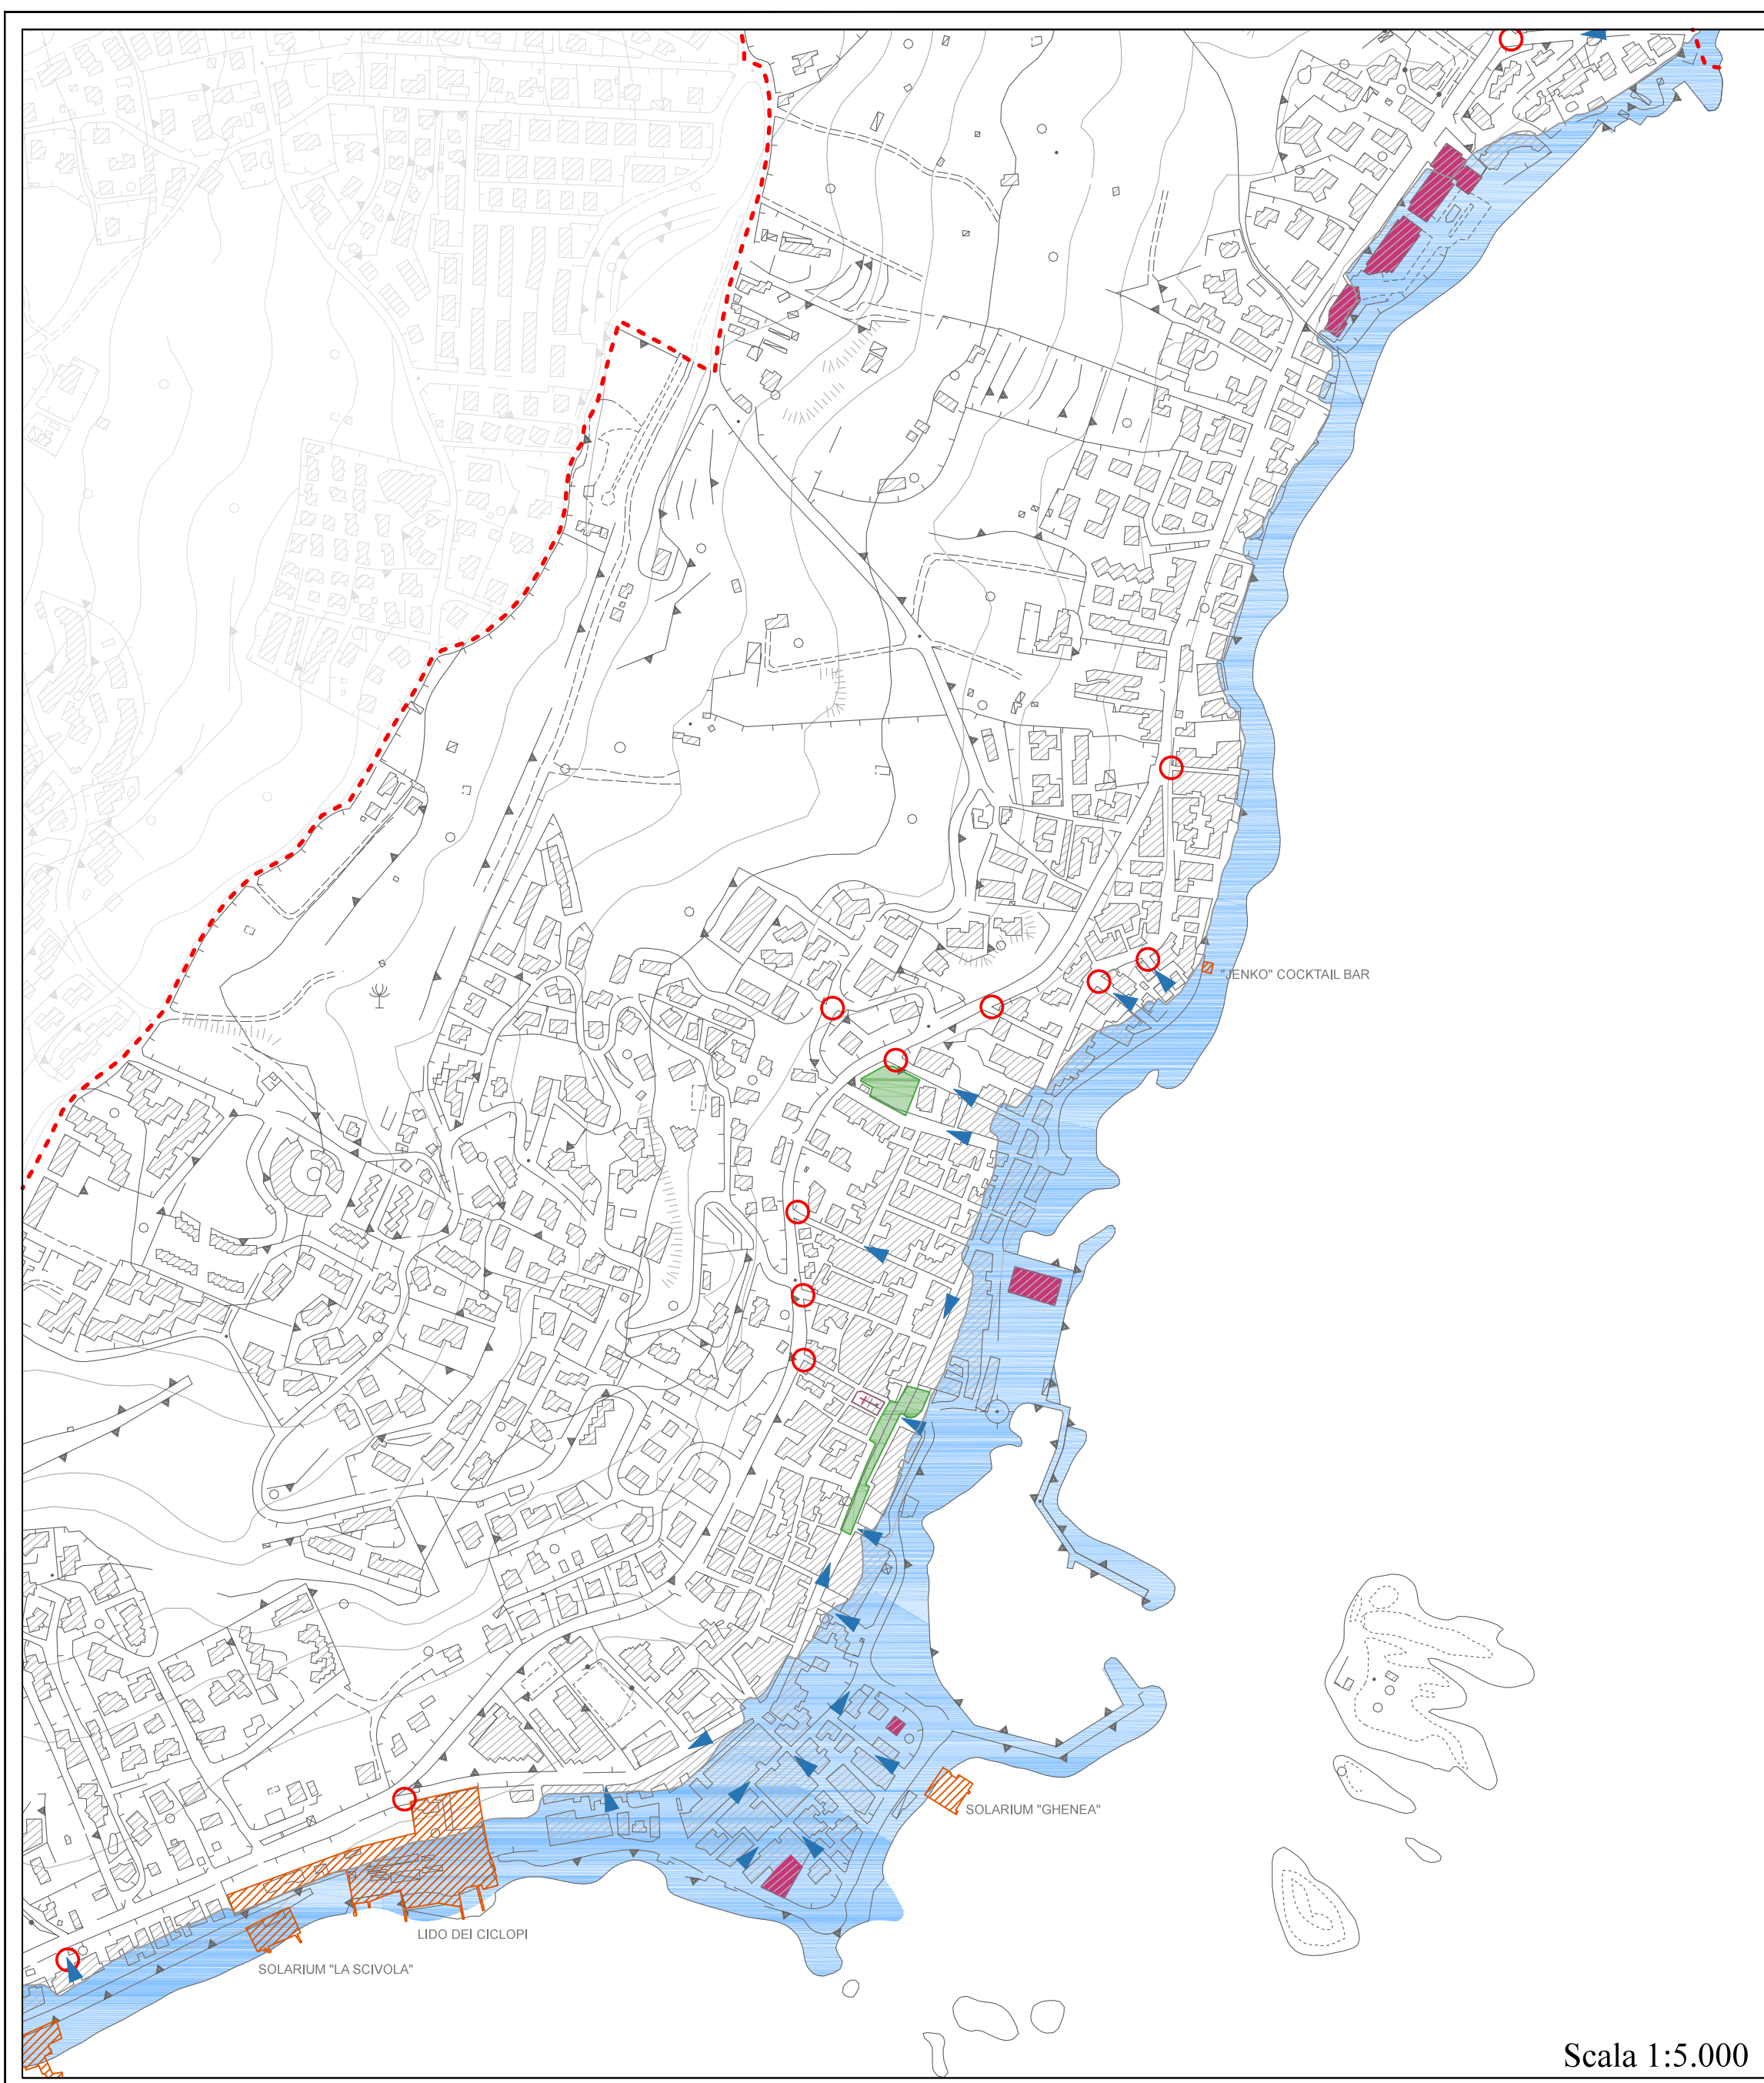 "JENKO" COCKTAIL BAR
SOLARIUM "GHENEA"
LIDO DEI CICLOPI
SOLARIUM "LA SCIVOLA"
Scala 1:5.000